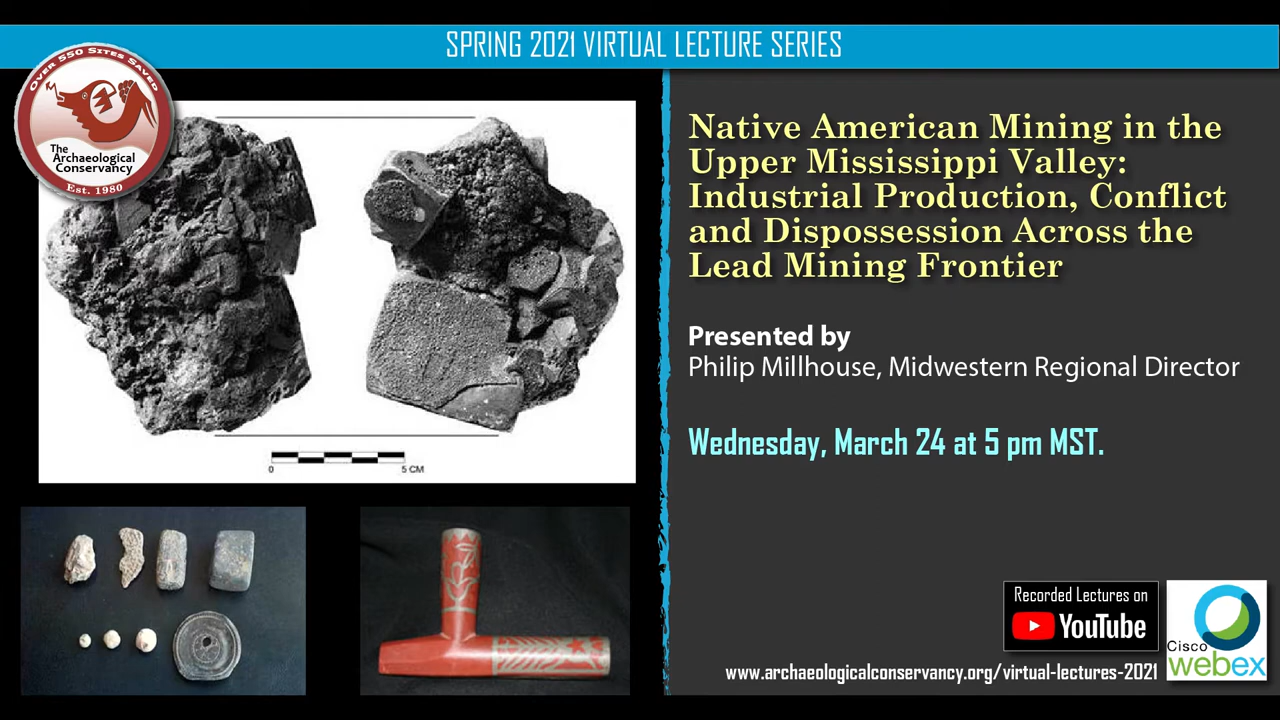 SPRING 2021 VIRTUAL LECTURE SERIES
OVER 550 SITES SAVED
The
Archaeological
Conservancy
EST. 1980
0 5 CM
Native American Mining in the
Upper Mississippi Valley:
Industrial Production, Conflict
and Dispossession Across the
Lead Mining Frontier
Presented by
Philip Millhouse, Midwestern Regional Director
Wednesday, March 24 at 5 pm MST.
Recorded Lectures on
YouTube
Cisco
webex
www.archaeologicalconservancy.org/virtual-lectures-2021